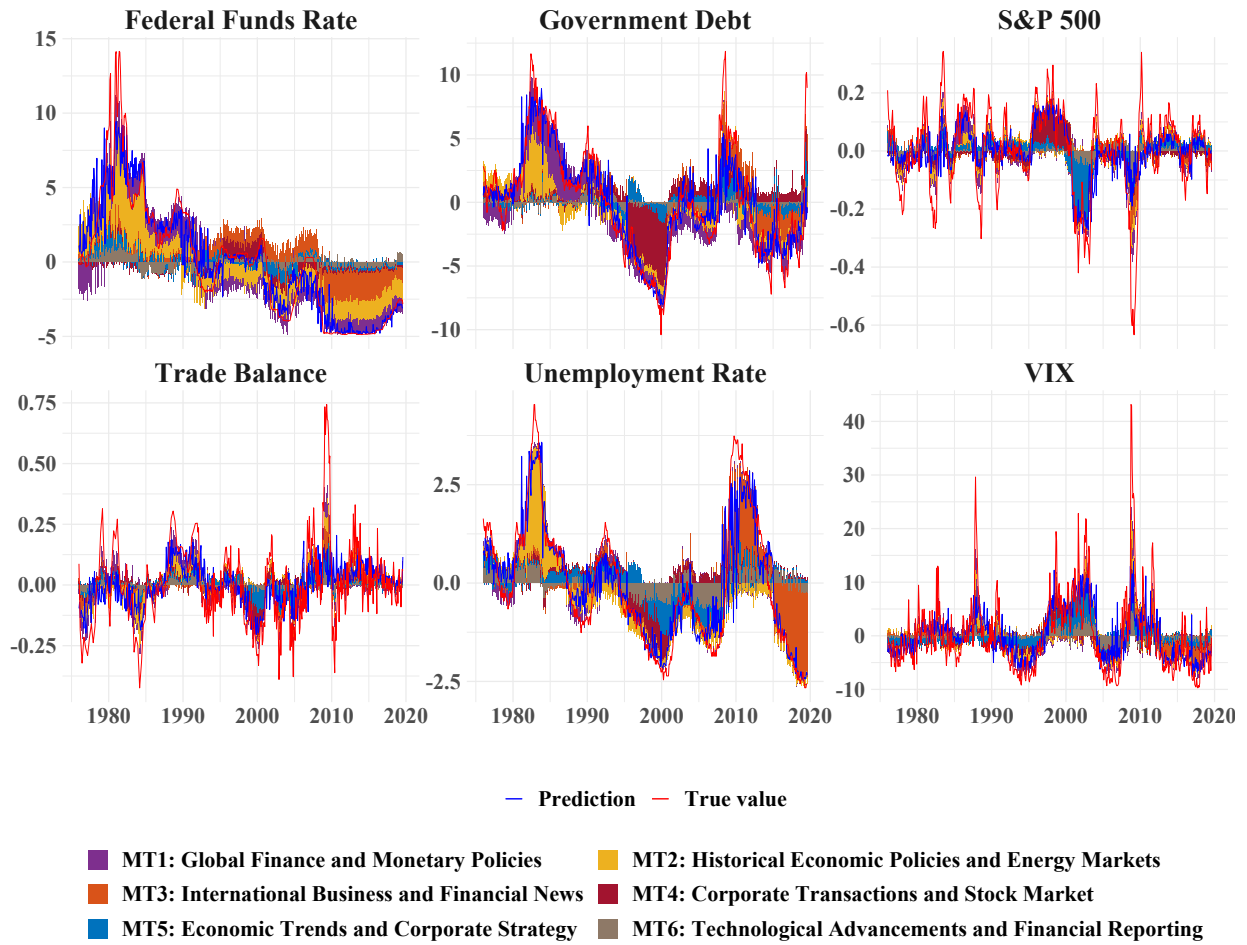 Federal Funds Rate
Government Debt
S&P 500
15
10
5
0
-5
10
5
0
-5
-10
0.2
0.0
-0.2
-0.4
-0.6
Trade Balance
Unemployment Rate
VIX
0.75
0.50
0.25
0.00
-0.25
2.5
0.0
-2.5
40
30
20
10
0
-10
1980 1990 2000 2010 2020
1980 1990 2000 2010 2020
1980 1990 2000 2010 2020
Prediction
True value
MT1: Global Finance and Monetary Policies
MT2: Historical Economic Policies and Energy Markets
MT3: International Business and Financial News
MT4: Corporate Transactions and Stock Market
MT5: Economic Trends and Corporate Strategy
MT6: Technological Advancements and Financial Reporting